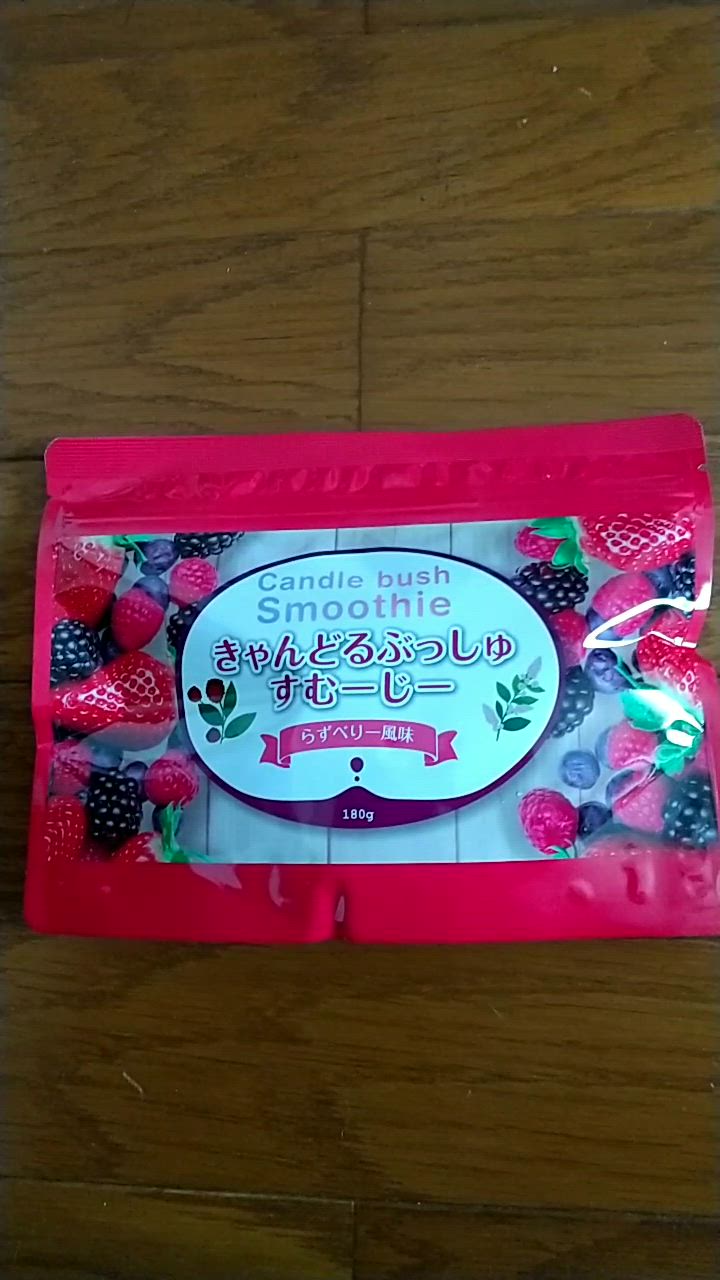 Candle bush
Smoothie
きゃんどるぶっしゅ
すむーじー
らずべりー風味
180g